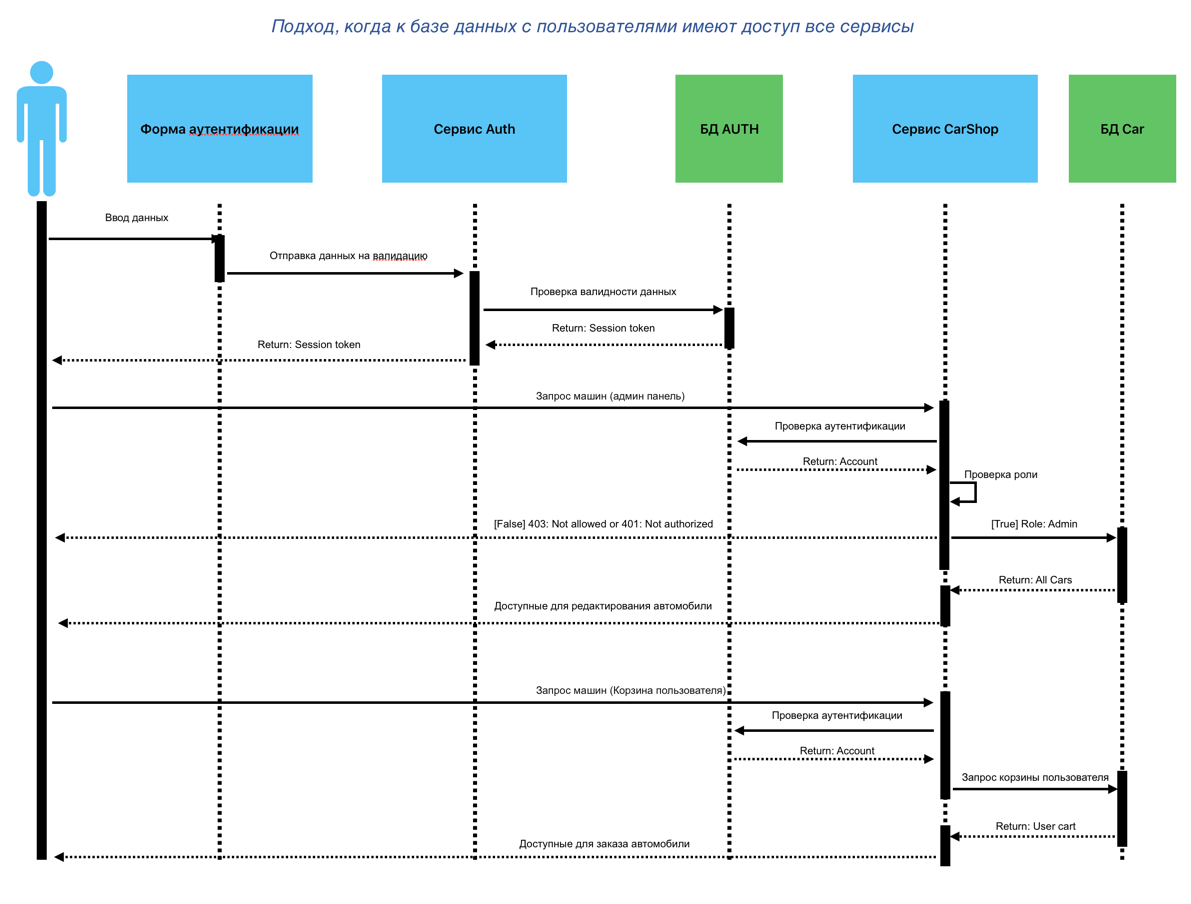 Подход, когда к базе данных с пользователями имеют доступ все сервисы
Форма аутентификации
Сервис Auth
БД AUTH
Сервис CarShop
БД Car
Ввод данных
Отправка данных на валидацию
Проверка валидности данных
Return: Session token
Return: Session token
Запрос машин (админ панель)
Проверка аутентификации
Return: Account
Проверка роли
[False] 403: Not allowed or 401: Not authorized
[True] Role: Admin
Return: All Cars
Доступные для редактирования автомобили
Запрос машин (Корзина пользователя)
Проверка аутентификации
Return: Account
Запрос корзины пользователя
Return: User cart
Доступные для заказа автомобили